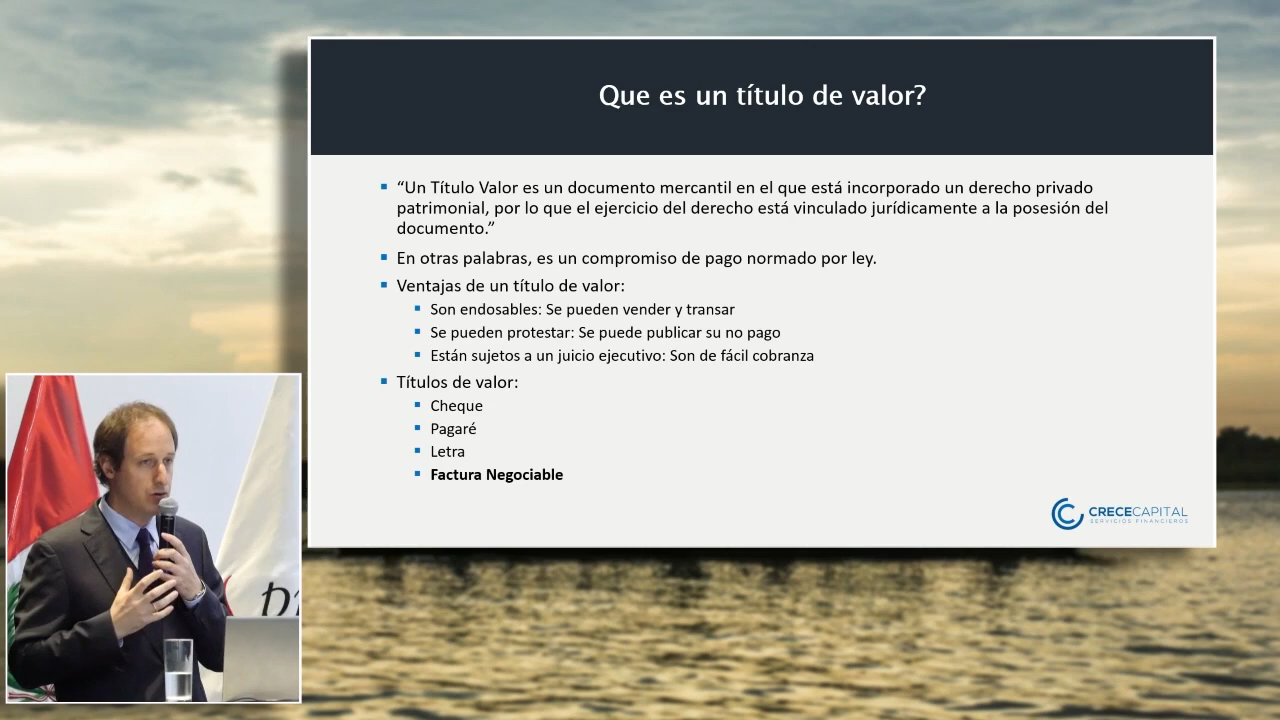 Que es un título de valor?
“Un Título Valor es un documento mercantil en el que está incorporado un derecho privado
patrimonial, por lo que el ejercicio del derecho está vinculado jurídicamente a la posesión del
documento.”
En otras palabras, es un compromiso de pago normado por ley.
Ventajas de un título de valor:
Son endosables: Se pueden vender y transar
Se pueden protestar: Se puede publicar su no pago
Están sujetos a un juicio ejecutivo: Son de fácil cobranza
Títulos de valor:
Cheque
Pagaré
Letra
Factura Negociable
CRECECAPITAL
SERVICIOS FINANCIEROS